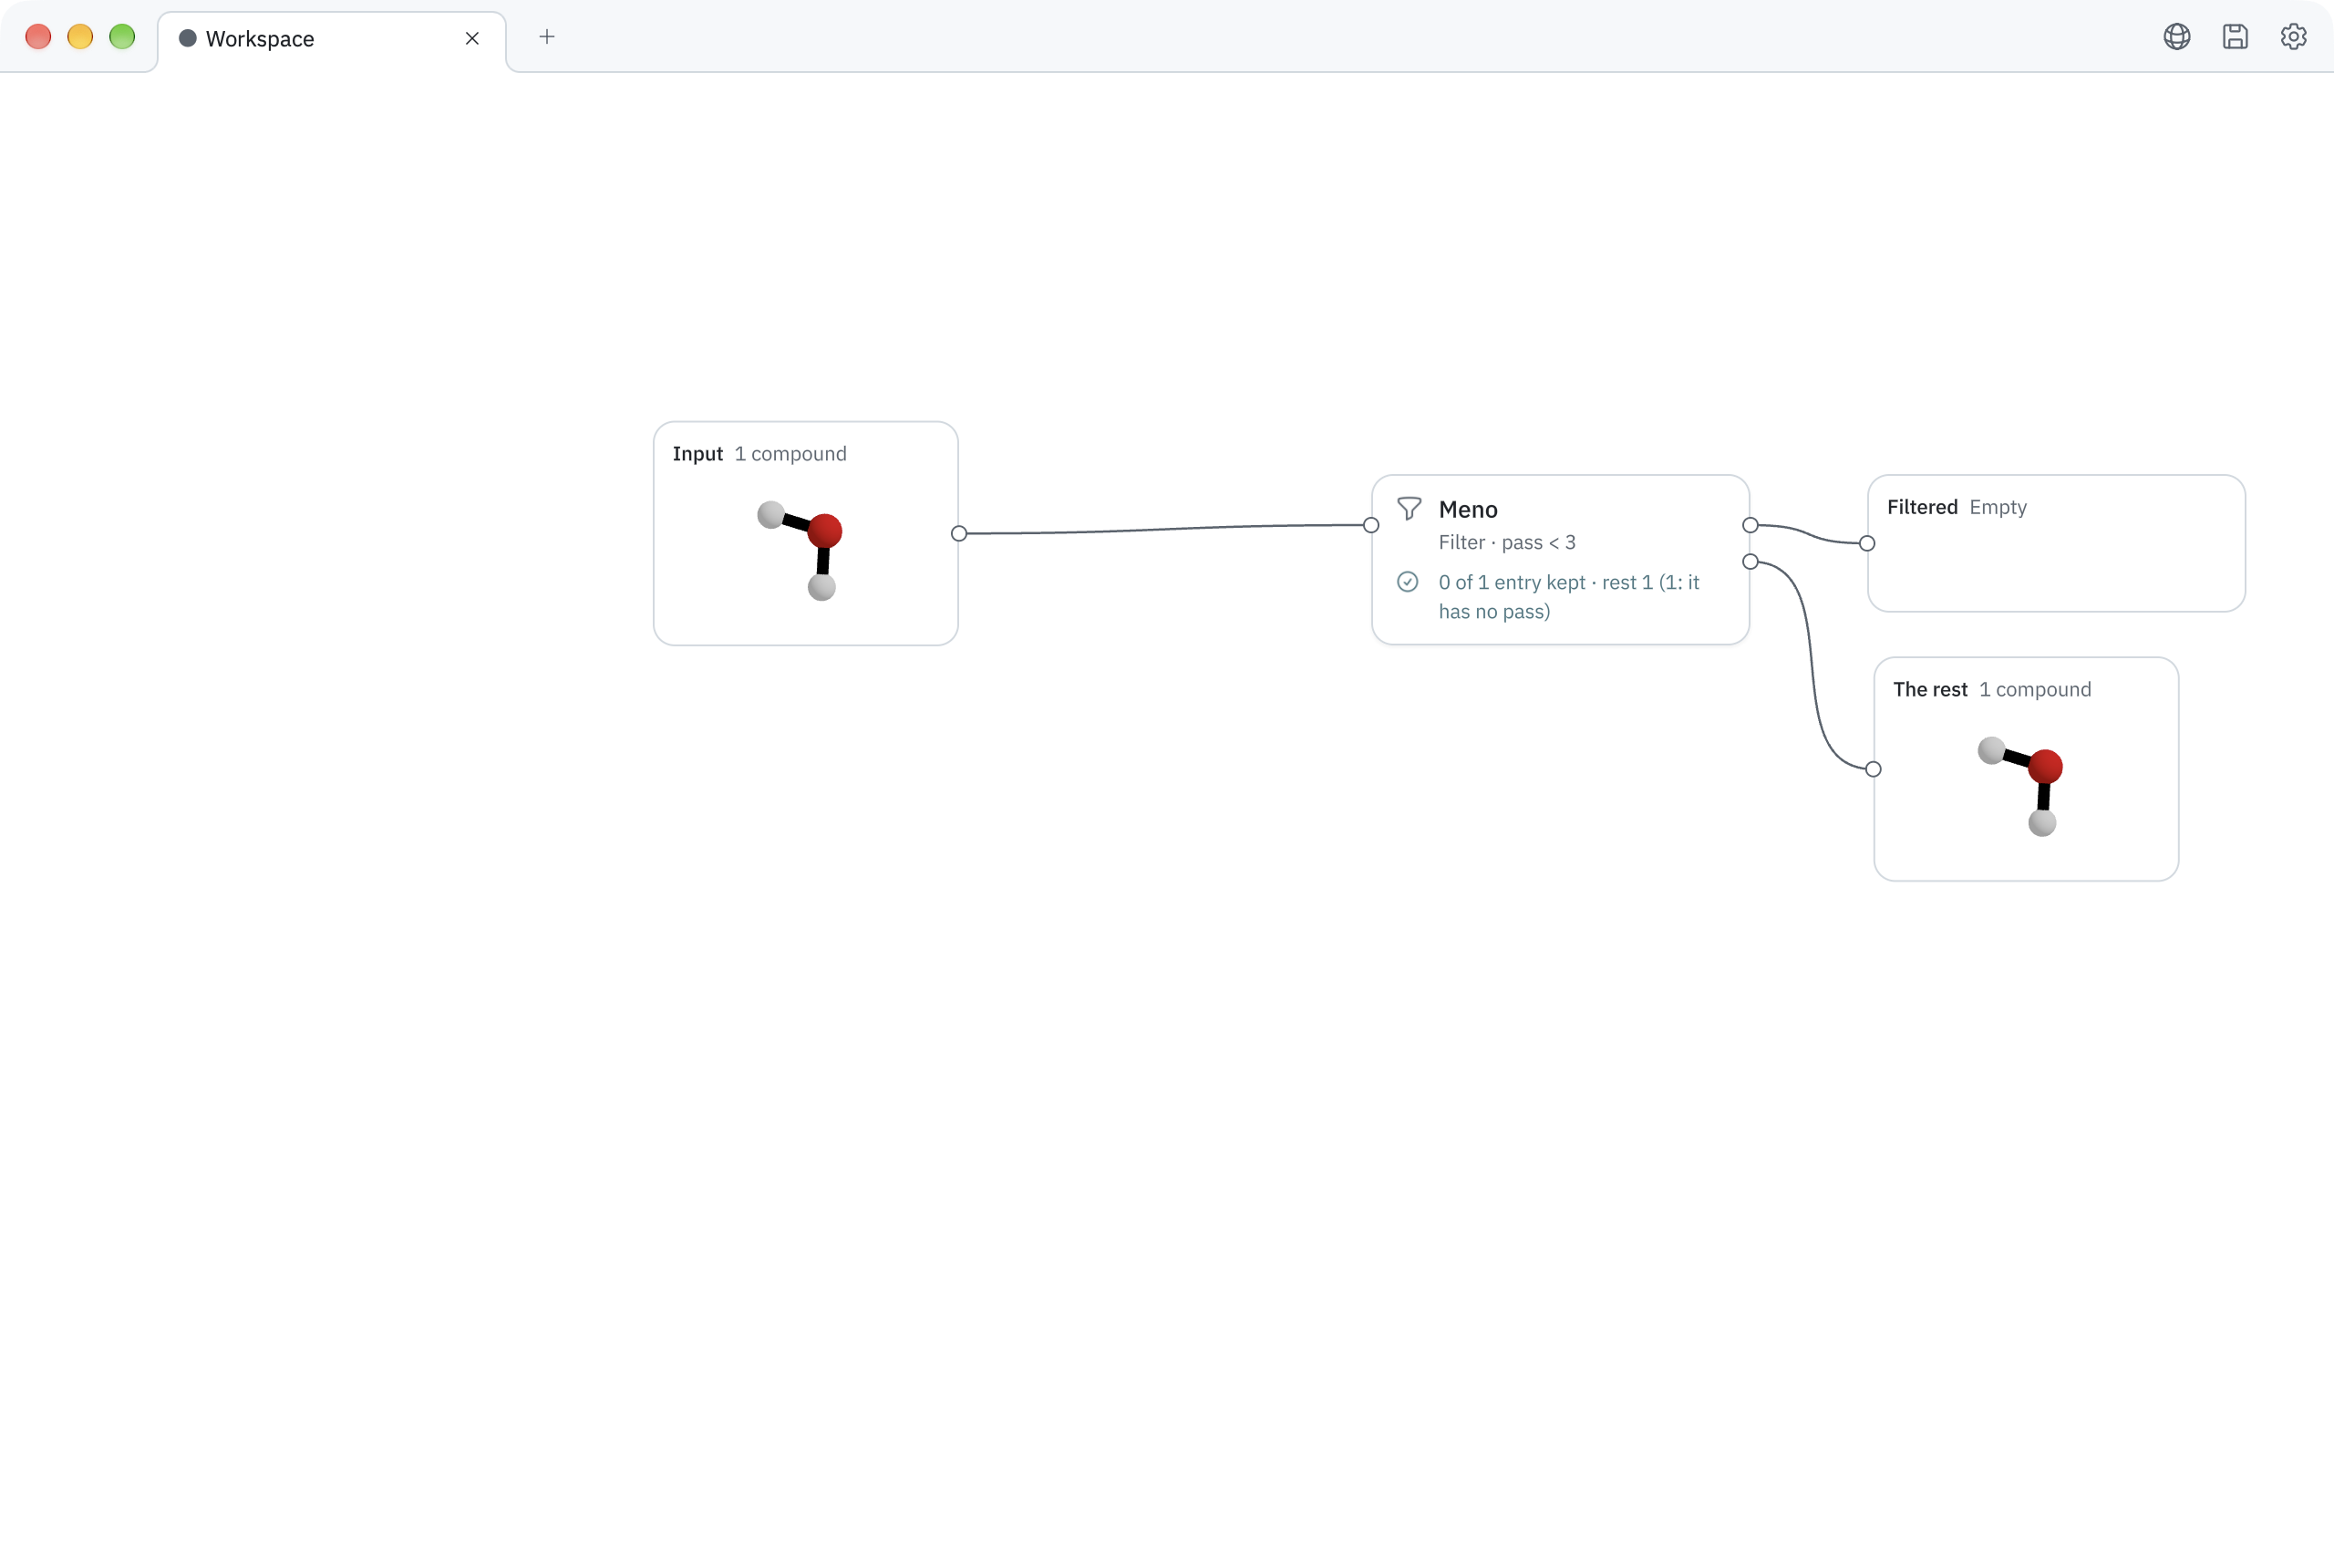 Workspace
Input 1 compound
Meno
Filter · pass < 3
0 of 1 entry kept · rest 1 (1: it
has no pass)
Filtered Empty
The rest 1 compound